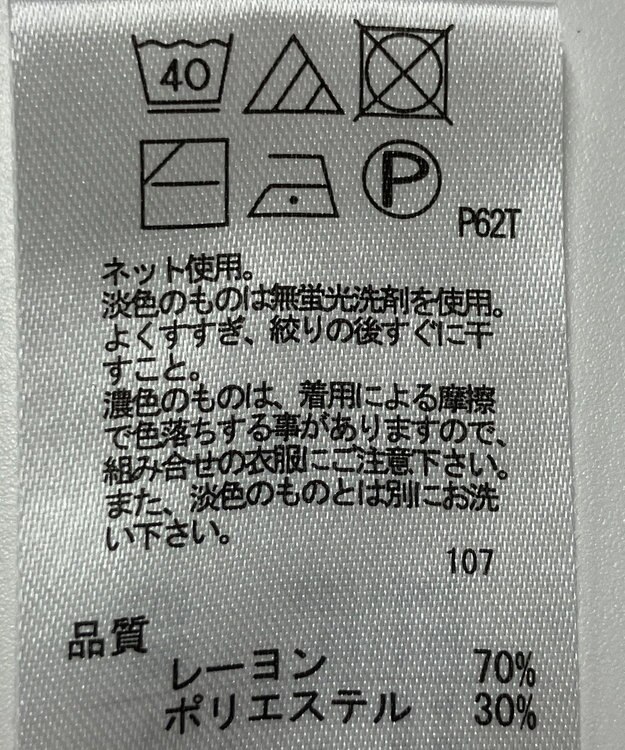 40
P
P62T
ネット使用。
淡色のものは無蛍光洗剤を使用。
よくすすぎ、絞りの後すぐに干
すこと。
濃色のものは、着用による摩擦
で色落ちする事がありますので、
組み合せの衣服にご注意下さい。
また、淡色のものとは別にお洗
い下さい。
107
品質
レーヨン 70%
ポリエステル 30%